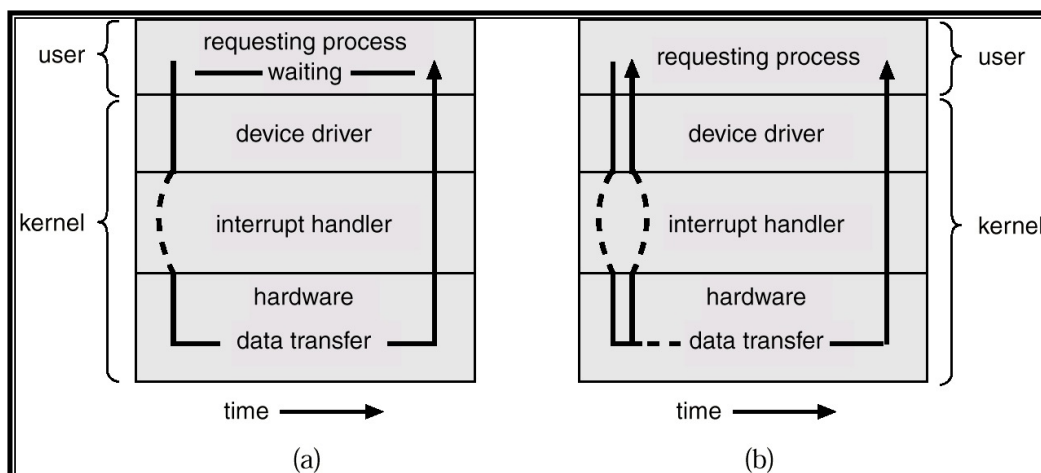 user
requesting process
waiting
device driver
kernel
interrupt handler
hardware
data transfer
time
(a)
requesting process
user
device driver
interrupt handler
kernel
hardware
data transfer
time
(b)